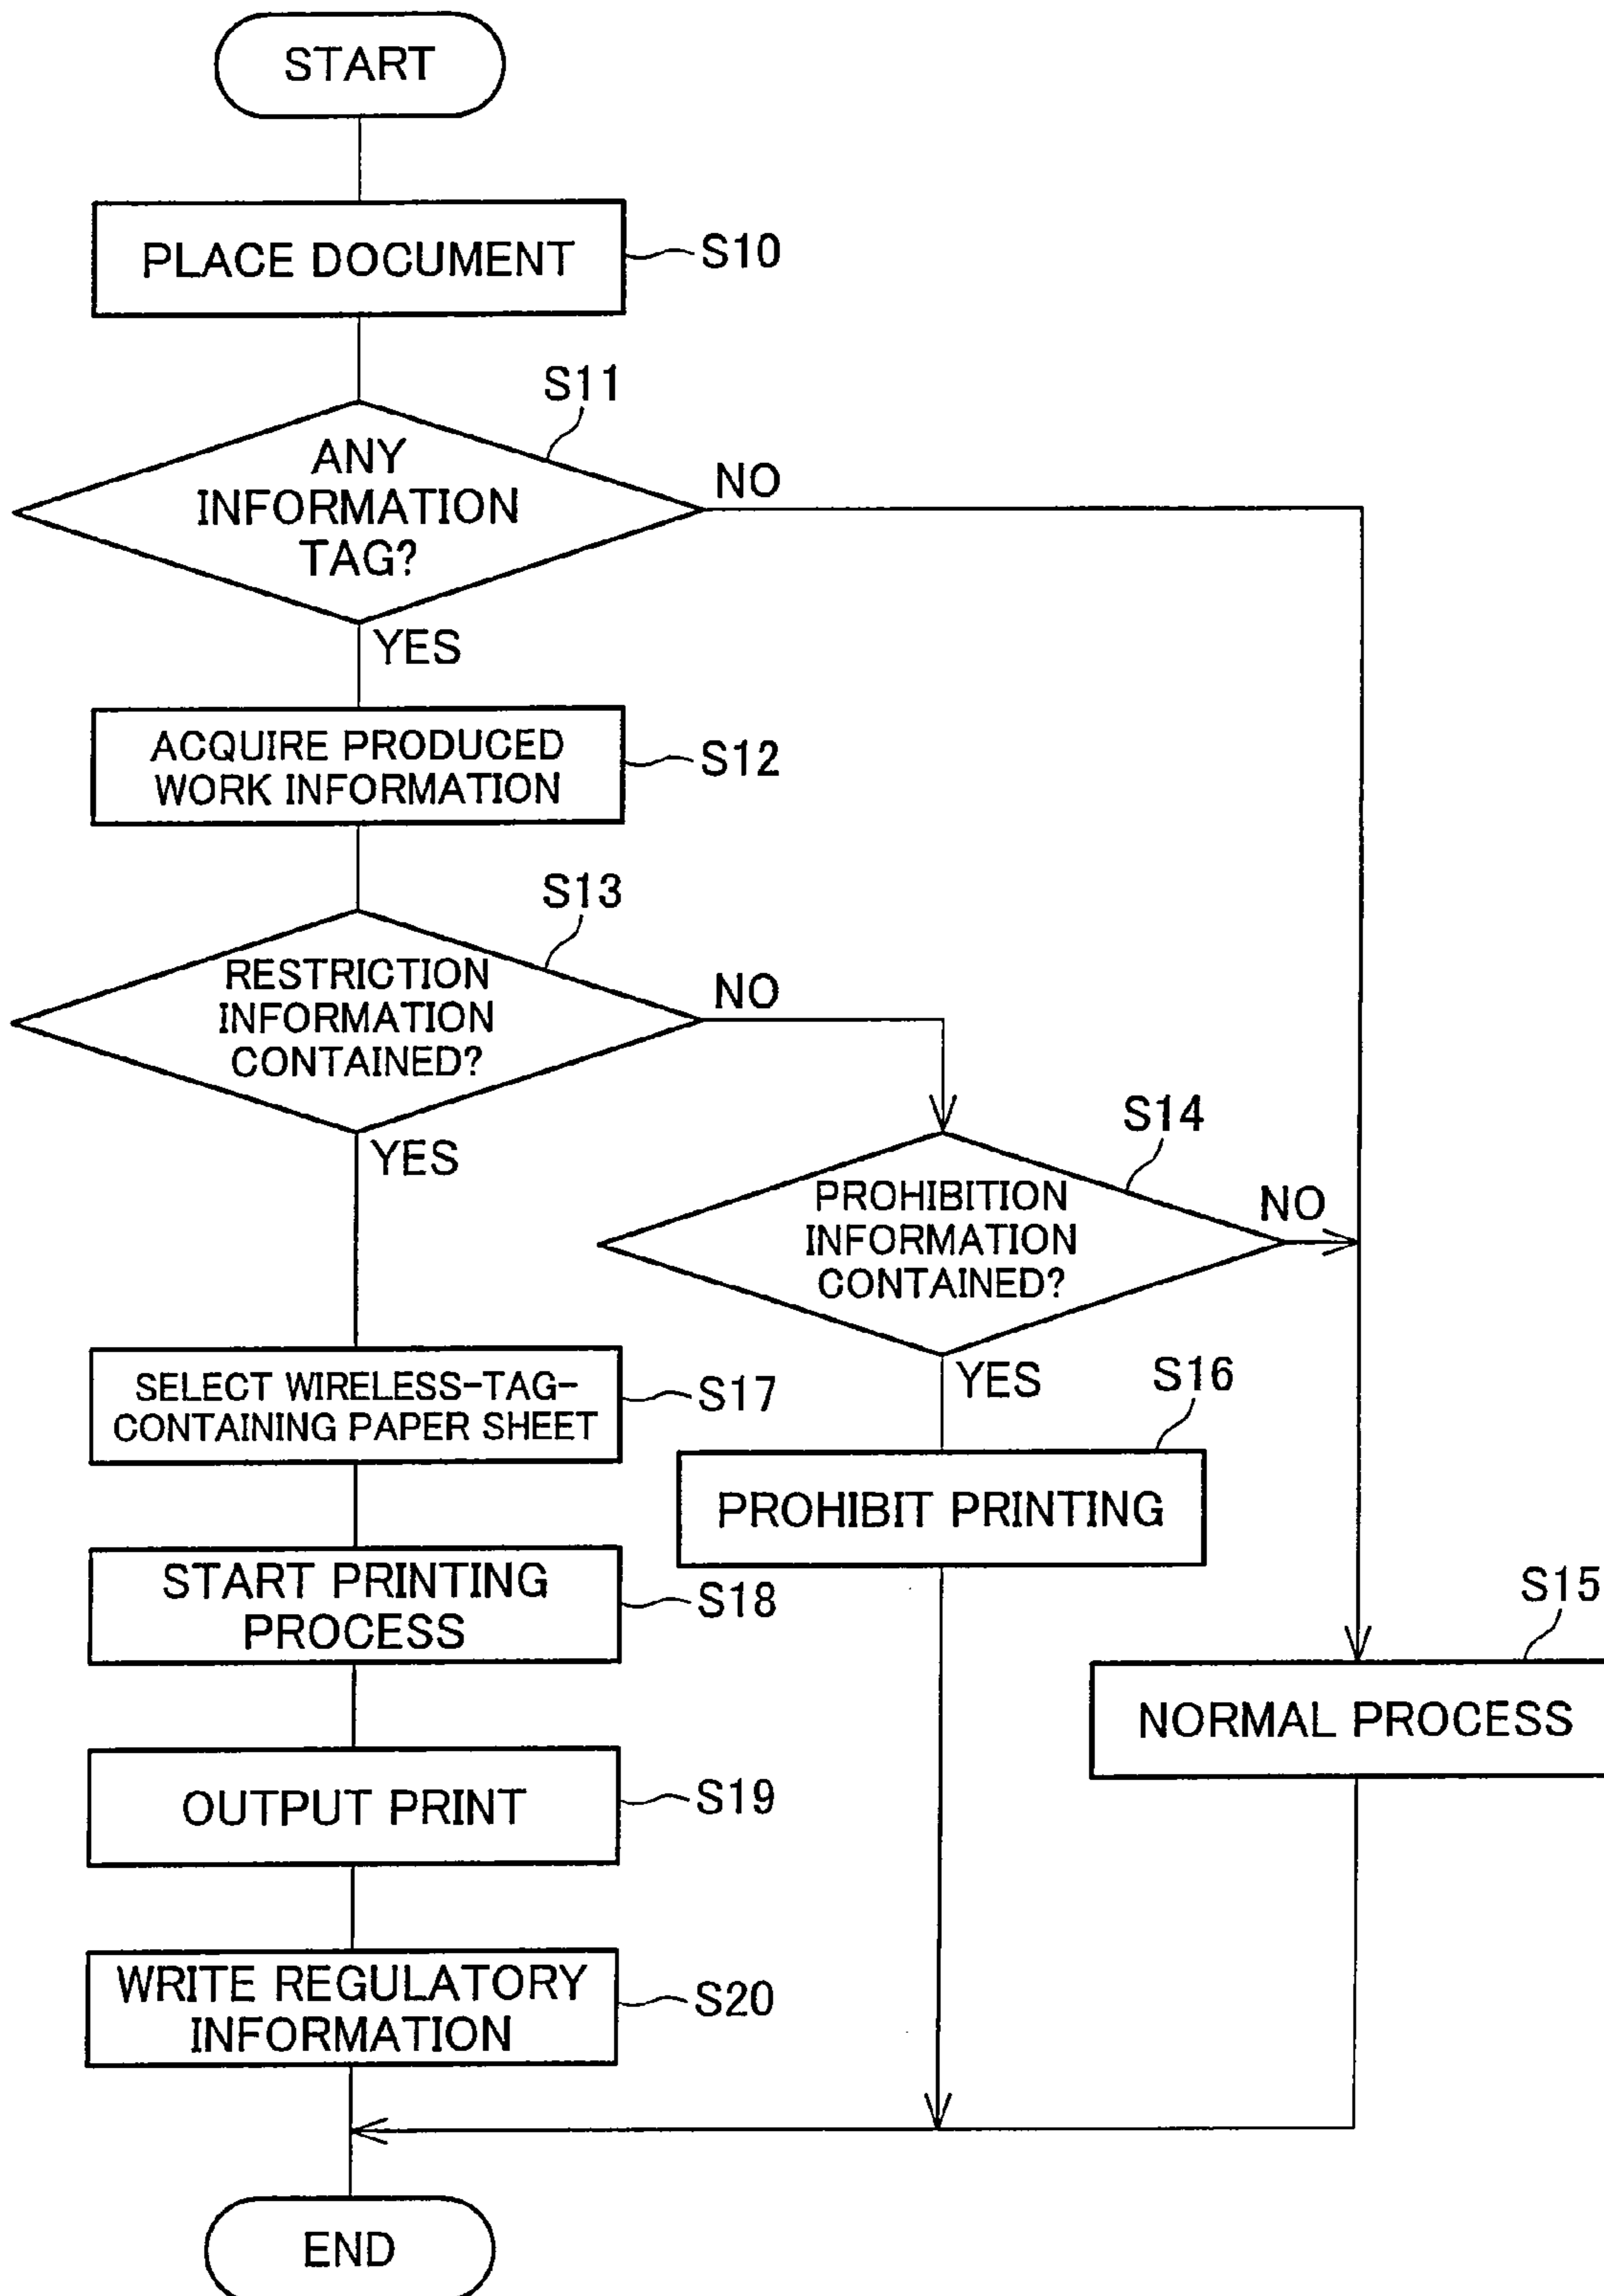 START
PLACE DOCUMENT
S10
S11
ANY
INFORMATION
TAG?
NO
YES
ACQUIRE PRODUCED
WORK INFORMATION
S12
S13
RESTRICTION
INFORMATION
CONTAINED?
NO
YES
S14
PROHIBITION
INFORMATION
CONTAINED?
NO
YES
SELECT WIRELESS-TAG-
CONTAINING PAPER SHEET
S17
S16
PROHIBIT PRINTING
START PRINTING
PROCESS
S18
S15
NORMAL PROCESS
OUTPUT PRINT
S19
WRITE REGULATORY
INFORMATION
S20
END